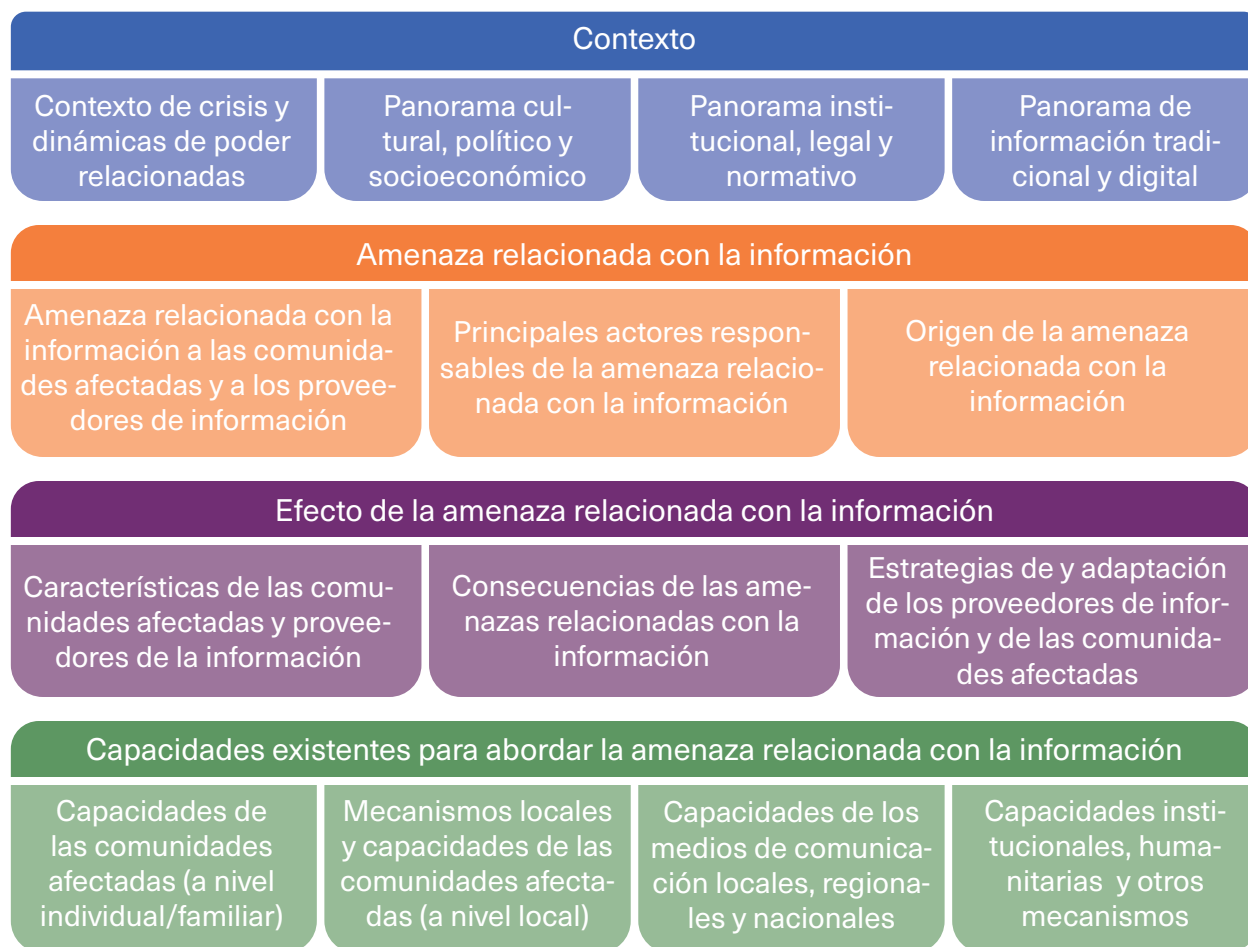 Contexto
Contexto de crisis y
dinámicas de poder
relacionadas
Panorama cul-
tural, político y
socioeconómico
Panorama insti-
tucional, legal y
normativo
Panorama de
información tradi-
cional y digital
Amenaza relacionada con la información
Amenaza relacionada con la
información a las comunida-
des afectadas y a los provee-
dores de información
Principales actores respon-
sables de la amenaza relacio-
nada con la información
Origen de la amenaza
relacionada con la
información
Efecto de la amenaza relacionada con la información
Características de las comu-
nidades afectadas y provee-
dores de la información
Consecuencias de las ame-
nazas relacionadas con la
información
Estrategias de y adaptación
de los proveedores de infor-
mación y de las comunida-
des afectadas
Capacidades existentes para abordar la amenaza relacionada con la información
Capacidades de
las comunidades
afectadas (a nivel
individual/familiar)
Mecanismos locales
y capacidades de las
comunidades afecta-
das (a nivel local)
Capacidades de los
medios de comunica-
ción locales, regiona-
les y nacionales
Capacidades insti-
tucionales, huma-
nitarias y otros
mecanismos